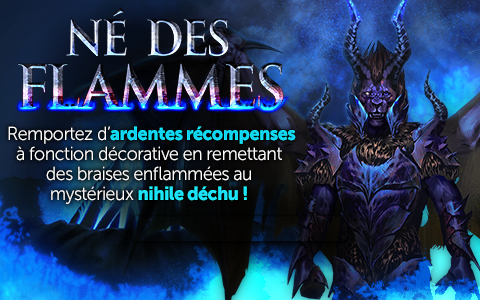 NÉ DES
FLAMMES
Remportez d'ardentes récompenses
à fonction décorative en remettant
des braises enflammées au
mystérieux nihile déchu !